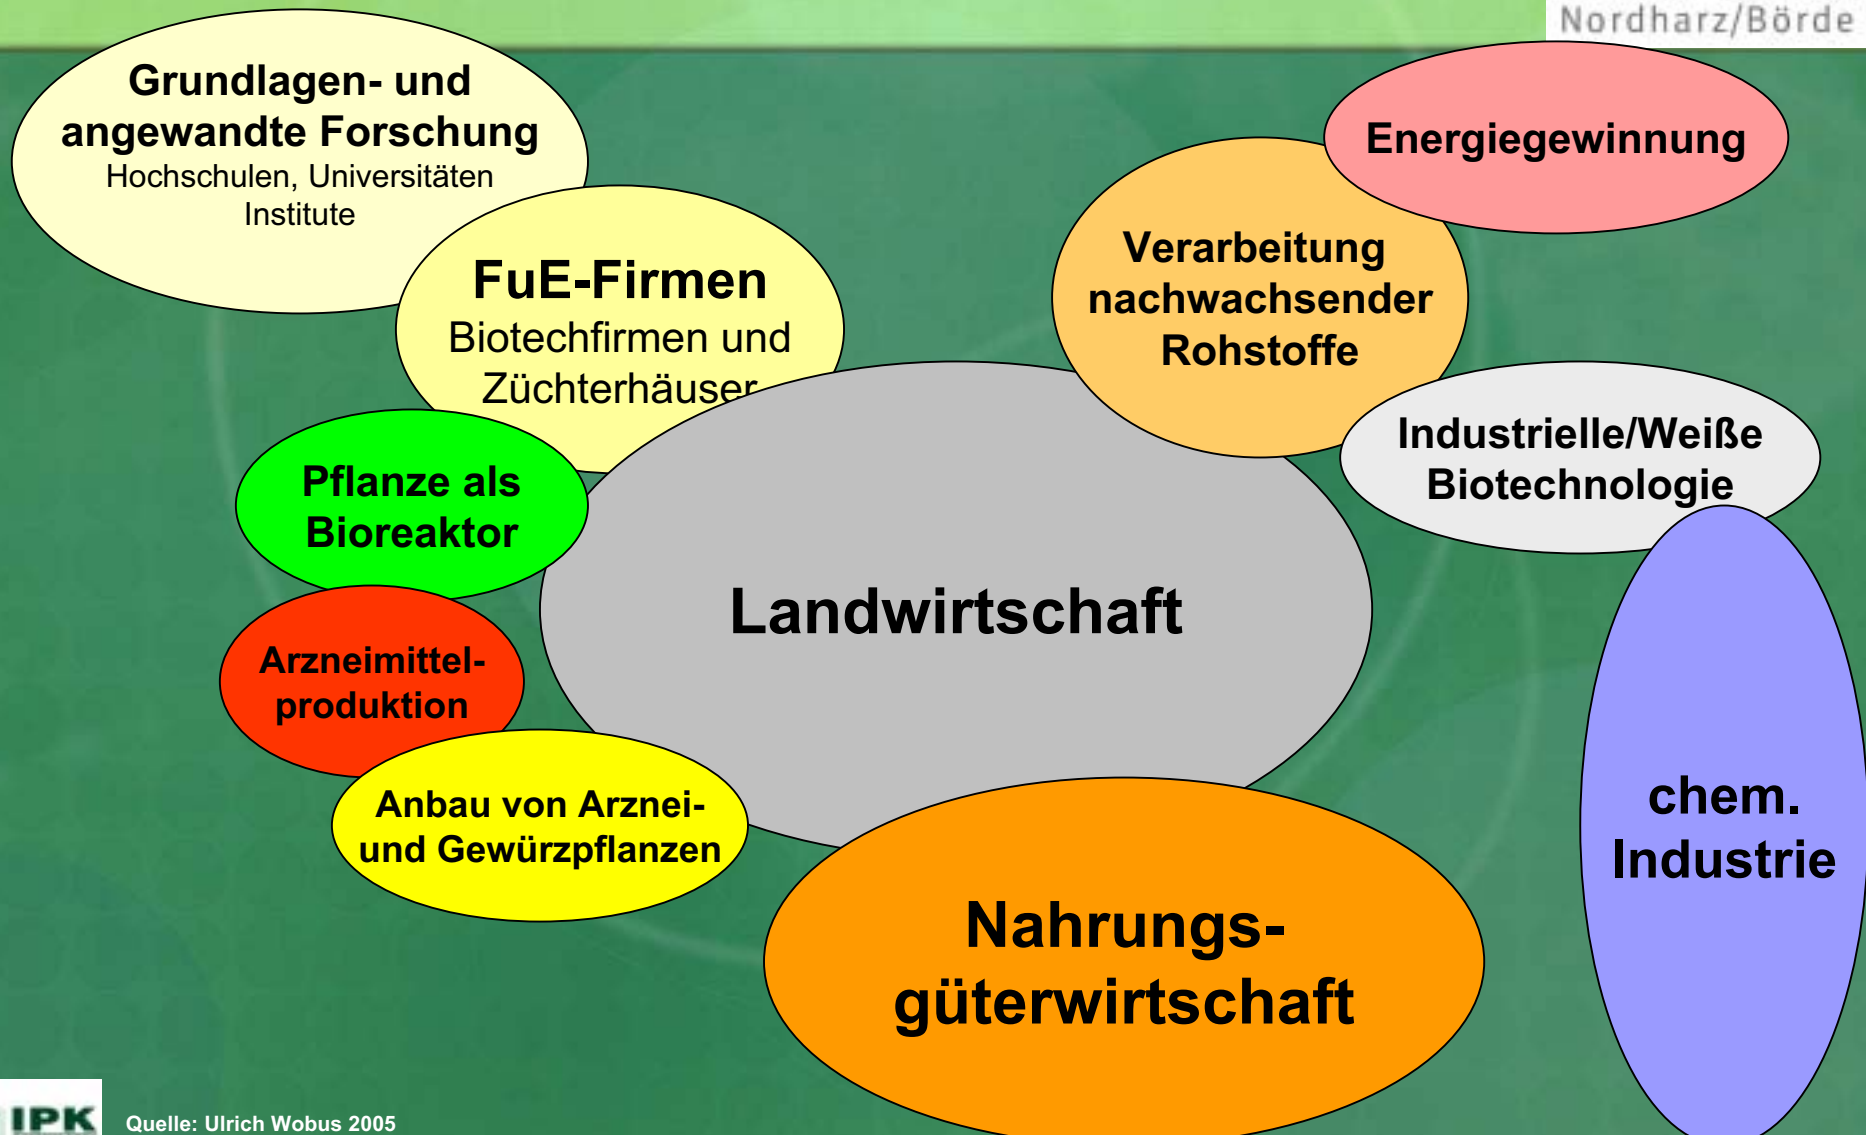 Nordharz/Börde
Grundlagen- und
angewandte Forschung
Hochschulen, Universitäten
Institute
FuE-Firmen
Biotechfirmen und
Züchterhäuser
Energiegewinnung
Verarbeitung
nachwachsender
Rohstoffe
Industrielle/Weiße
Biotechnologie
Pflanze als
Bioreaktor
Landwirtschaft
Arzneimittel-
produktion
Anbau von Arznei-
und Gewürzpflanzen
chem.
Industrie
Nahrungs-
güterwirtschaft
IPK
Quelle: Ulrich Wobus 2005